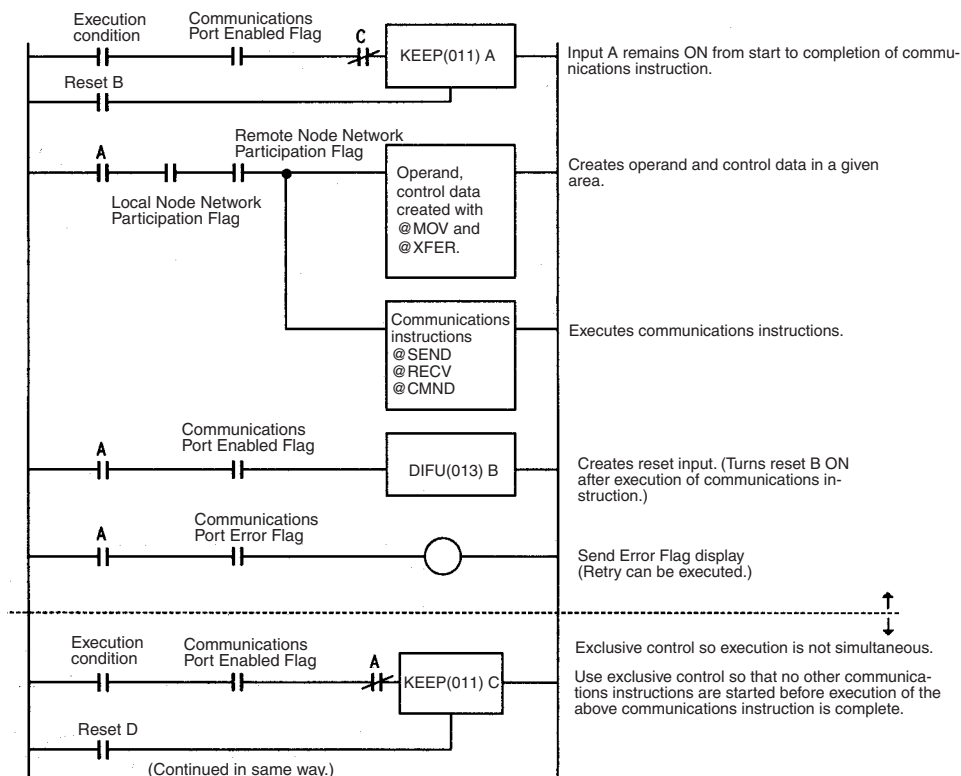 Execution
condition
Communications
Port Enabled Flag
C
KEEP(011) A
Input A remains ON from start to completion of commu-
nications instruction.
Reset B
A
Remote Node Network
Participation Flag
Local Node Network
Participation Flag
Operand,
control data
created with
@MOV and
@XFER.
Creates operand and control data in a given
area.
Communications
instructions
@SEND
@RECV
@CMND
Executes communications instructions.
A
Communications
Port Enabled Flag
DIFU(013) B
Creates reset input. (Turns reset B ON
after execution of communications in-
struction.)
A
Communications
Port Error Flag
Send Error Flag display
(Retry can be executed.)
Exclusive control so execution is not simultaneous.
Execution
condition
Communications
Port Enabled Flag
A
KEEP(011) C
Use exclusive control so that no other communica-
tions instructions are started before execution of the
above communications instruction is complete.
Reset D
(Continued in same way.)